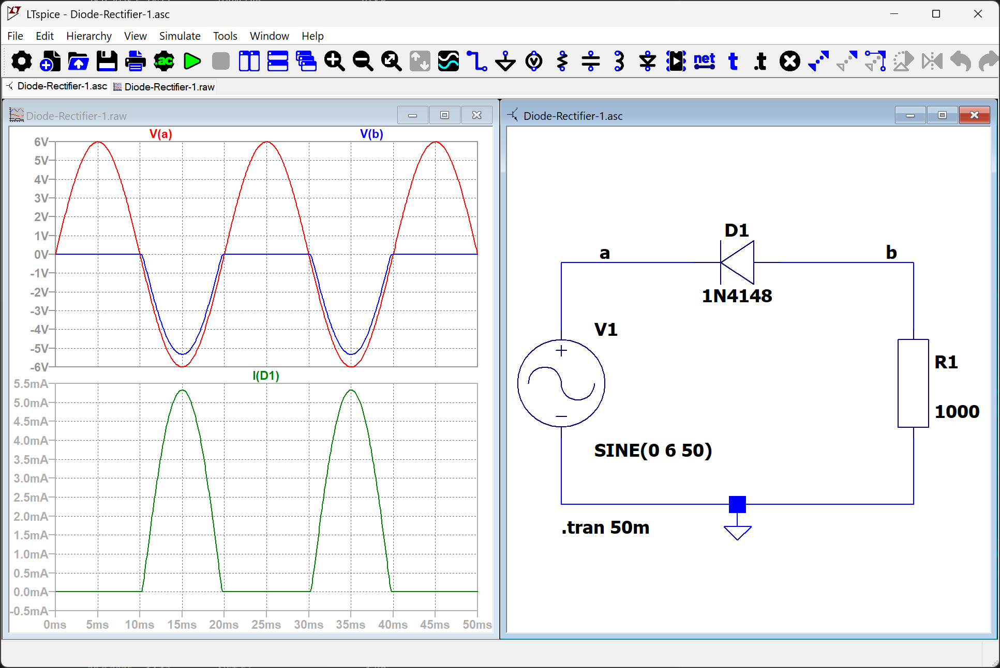 LTspice - Diode-Rectifier-1.asc
File Edit Hierarchy View Simulate Tools Window Help
.ac net t .t
Diode-Rectifier-1.asc Diode-Rectifier-1.raw
Diode-Rectifier-1.raw
V(a) V(b)
6V
5V
4V
3V
2V
1V
0V
-1V
-2V
-3V
-4V
-5V
-6V
I(D1)
5.5mA
5.0mA
4.5mA
4.0mA
3.5mA
3.0mA
2.5mA
2.0mA
1.5mA
1.0mA
0.5mA
0.0mA
-0.5mA
0ms 5ms 10ms 15ms 20ms 25ms 30ms 35ms 40ms 45ms 50ms
Diode-Rectifier-1.asc
D1
a b
1N4148
V1
R1
1000
SINE(0 6 50)
.tran 50m